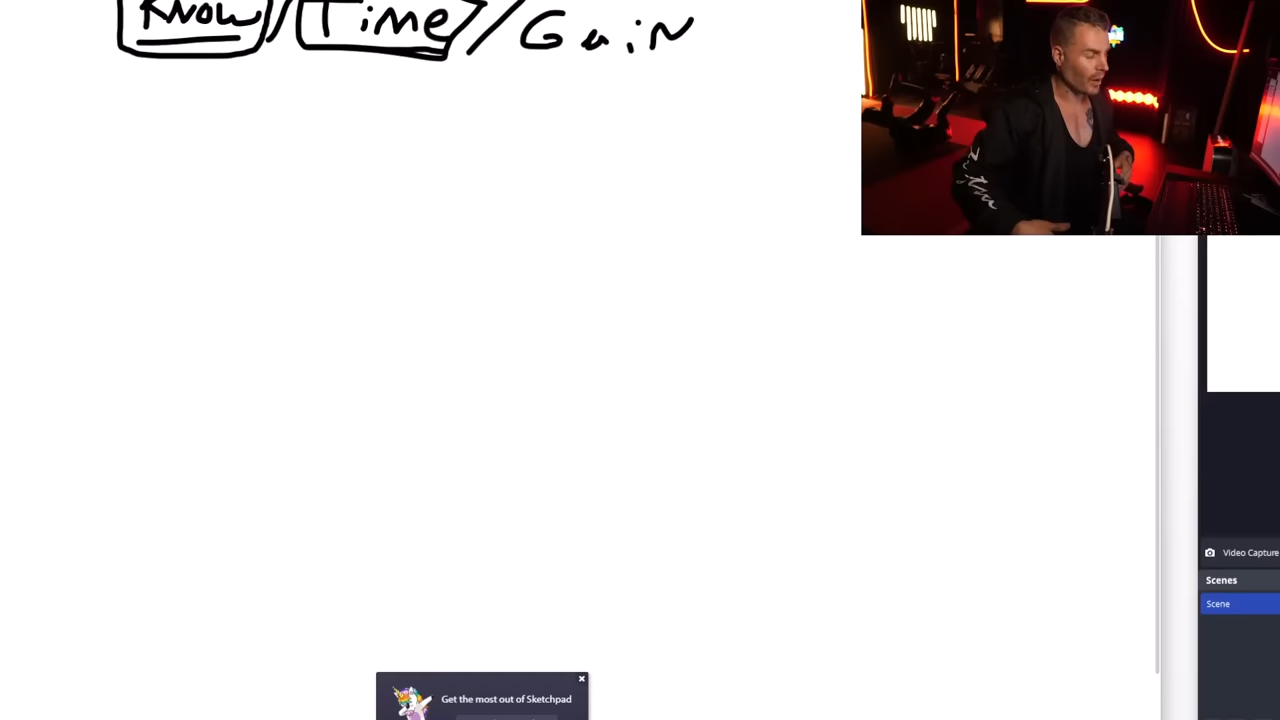 Know / Time / Gain
Video Capture
Scenes
Scene
Get the most out of Sketchpad